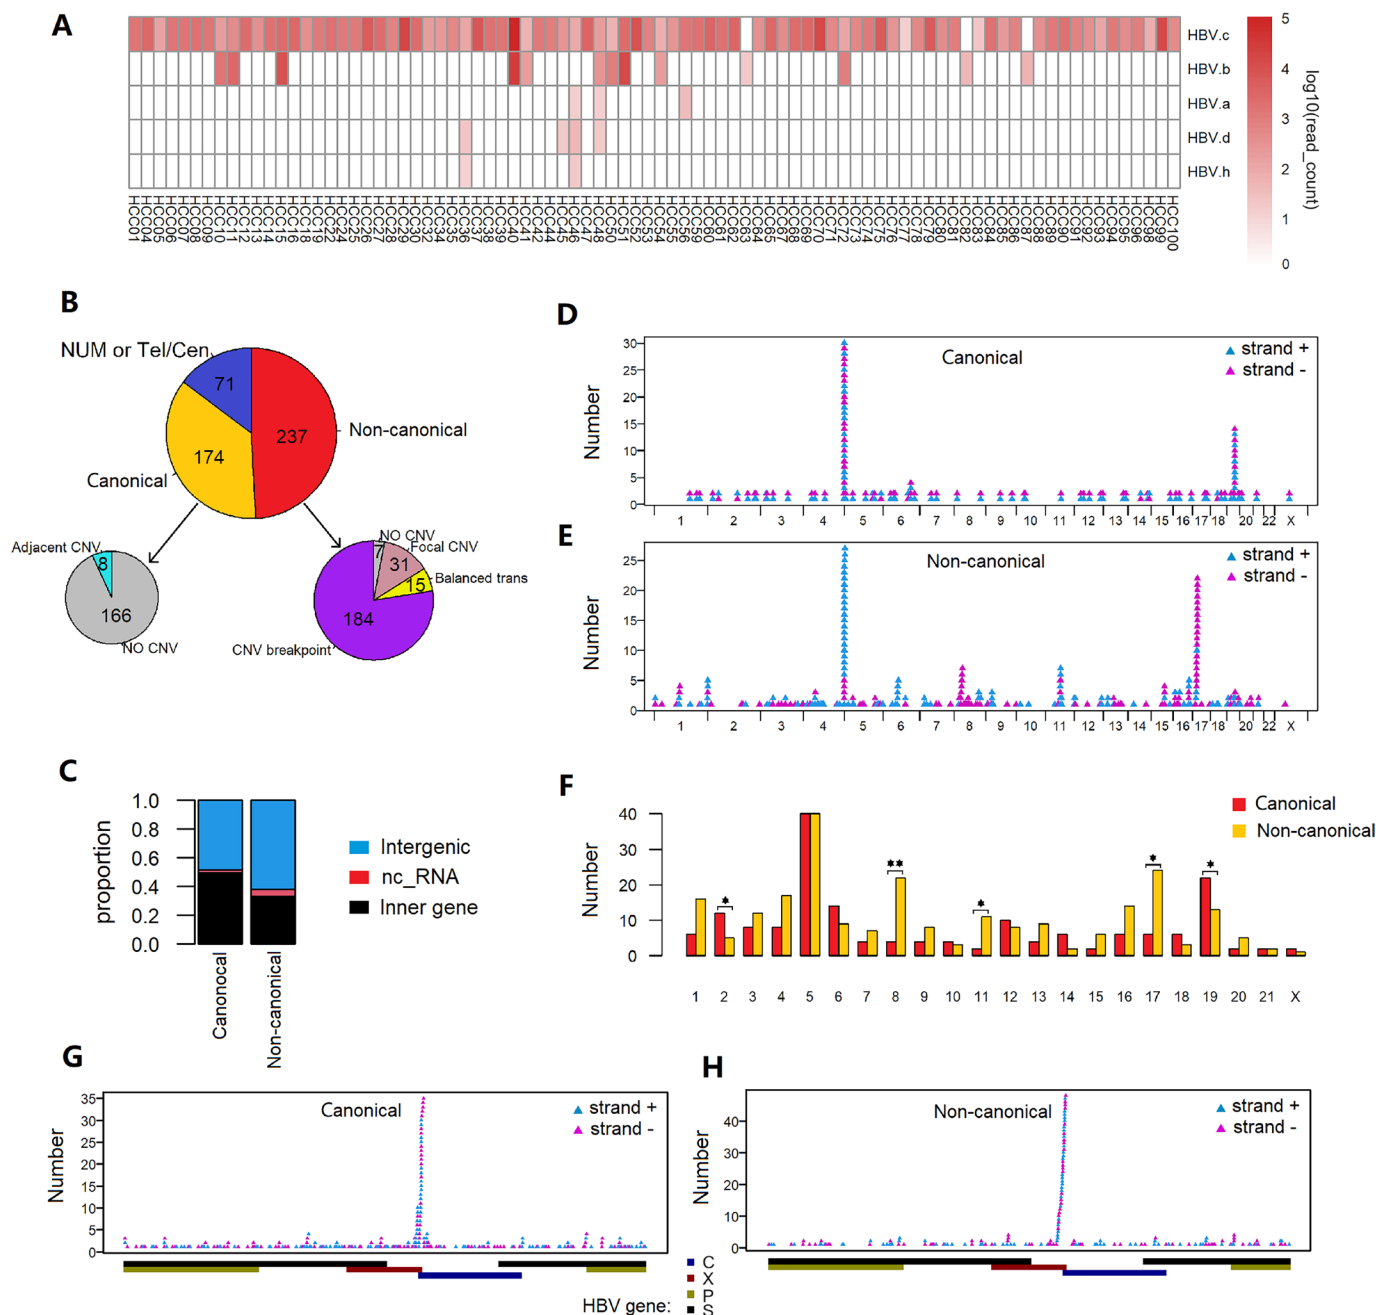 A
HBV.c
HBV.b
HBV.a
HBV.d
HBV.h
HCC01 HCC04 HCC05 HCC06 HCC07 HCC08 HCC09 HCC10 HCC11 HCC12 HCC13 HCC14 HCC16 HCC18 HCC19 HCC22 HCC24 HCC25 HCC26 HCC27 HCC28 HCC29 HCC30 HCC32 HCC34 HCC35 HCC36 HCC37 HCC38 HCC39 HCC40 HCC41 HCC42 HCC45 HCC46 HCC47 HCC48 HCC50 HCC51 HCC52 HCC53 HCC54 HCC55 HCC56 HCC59 HCC60 HCC61 HCC62 HCC63 HCC64 HCC65 HCC67 HCC68 HCC69 HCC70 HCC71 HCC72 HCC73 HCC74 HCC75 HCC76 HCC77 HCC78 HCC79 HCC80 HCC81 HCC82 HCC83 HCC84 HCC85 HCC86 HCC87 HCC88 HCC89 HCC90 HCC91 HCC92 HCC93 HCC94 HCC95 HCC96 HCC98 HCC99 HCC100
5
4
3
2
1
0
log10(read_count)
B
NUM or Tel/Cen
71
237
174
Non-canonical
Canonical
Adjacent CNV
8
166
NO CNV
NO CNV
7
Focal CNV
31
Balanced trans
15
184
CNV breakpoint
C
proportion
1.0
0.8
0.6
0.4
0.2
0.0
Canonocal
Non-canonical
Intergenic
nc_RNA
Inner gene
D
Canonical
strand +
strand -
Number
30
25
20
15
10
5
0
1 2 3 4 5 6 7 8 9 10 11 12 13 14 15 16 17 18 20 22 X
E
Non-canonical
strand +
strand -
Number
25
20
15
10
5
0
1 2 3 4 5 6 7 8 9 10 11 12 13 14 15 16 17 18 20 22 X
F
Canonical
Non-canonical
Number
40
30
20
10
0
* ** * * *
1 2 3 4 5 6 7 8 9 10 11 12 13 14 15 16 17 18 19 20 21 X
G
Canonical
strand +
strand -
Number
35
30
25
20
15
10
5
0
H
Non-canonical
strand +
strand -
Number
40
30
20
10
0
HBV gene:
C
X
P
S